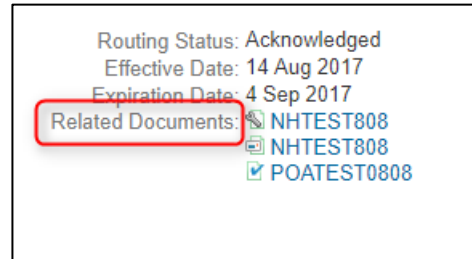 Routing Status: Acknowledged
Effective Date: 14 Aug 2017
Expiration Date: 4 Sep 2017
Related Documents: NHTEST808
NHTEST808
POATEST0808